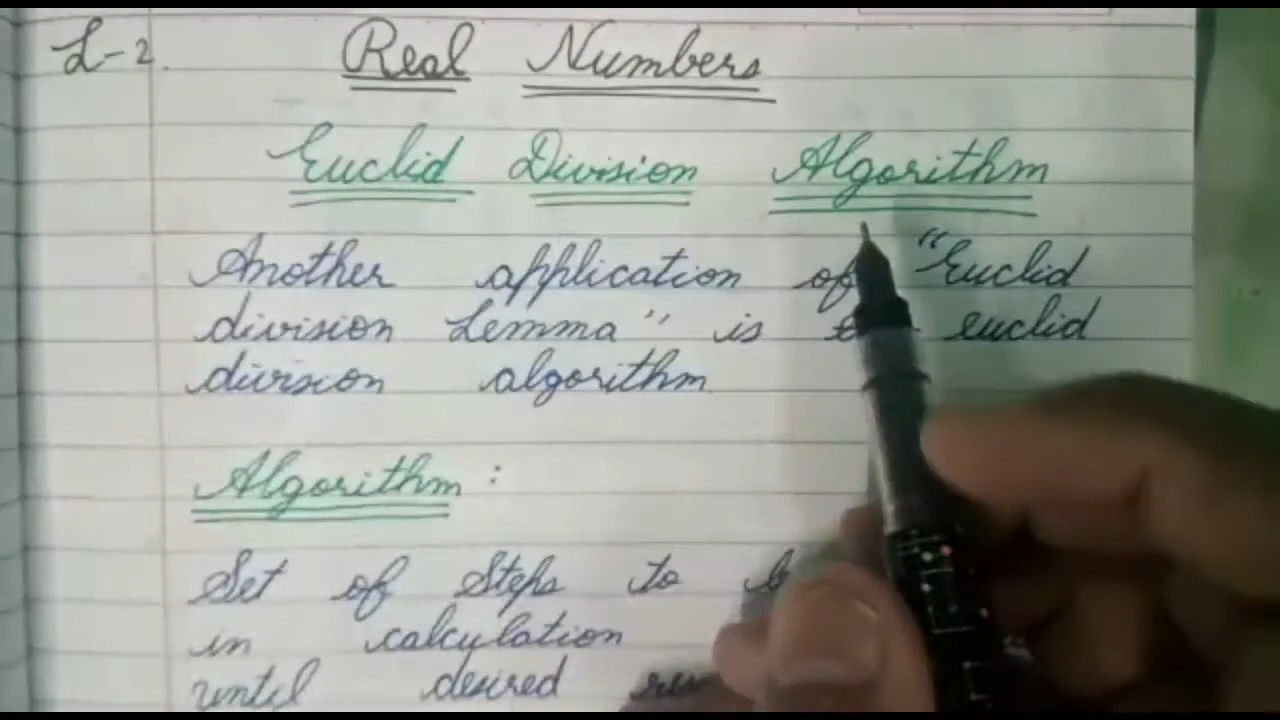 L-2. Real Numbers
Euclid Division Algorithm
Another application of "Euclid
division Lemma" is euclid
division algorithm
Algorithm :
Set of Steps to
in calculation
until desired